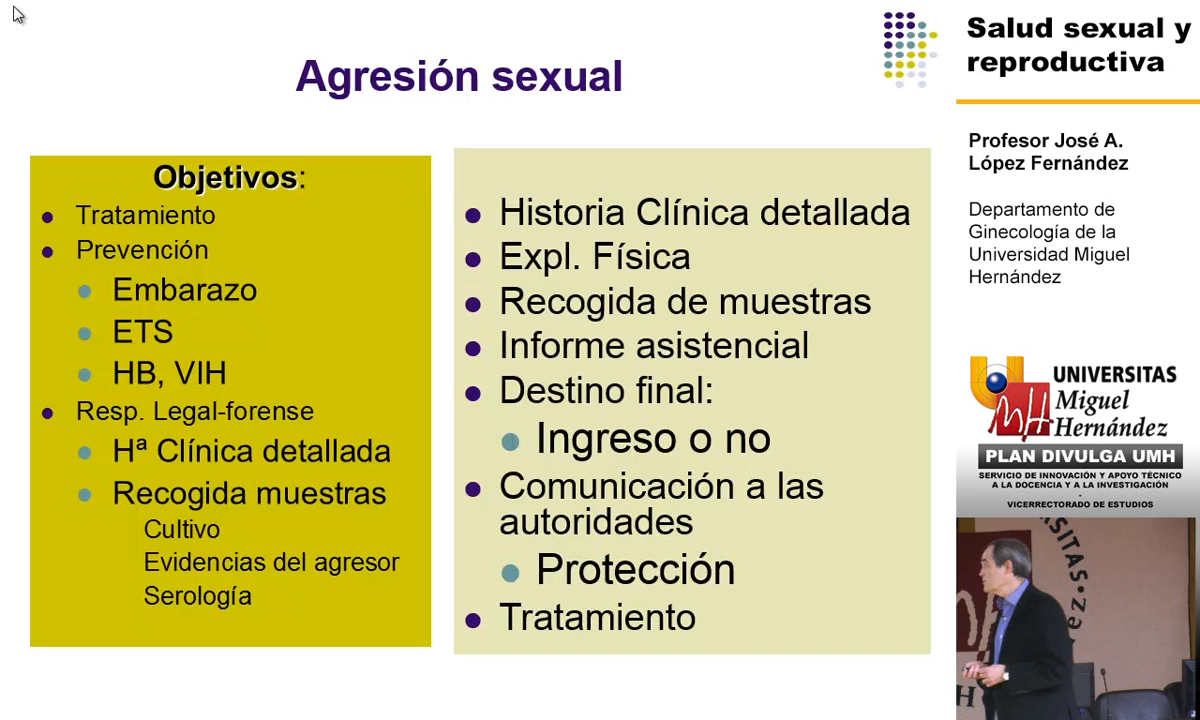 Agresión sexual
Objetivos:
Tratamiento
Prevención
Embarazo
ETS
HB, VIH
Resp. Legal-forense
Hª Clínica detallada
Recogida muestras
Cultivo
Evidencias del agresor
Serología
Historia Clínica detallada
Expl. Física
Recogida de muestras
Informe asistencial
Destino final:
Ingreso o no
Comunicación a las
autoridades
Protección
Tratamiento
Salud sexual y
reproductiva
Profesor José A.
López Fernández
Departamento de
Ginecología de la
Universidad Miguel
Hernández
UNIVERSITAS
Miguel
Hernández
PLAN DIVULGA UMH
SERVICIO DE INNOVACIÓN Y APOYO TÉCNICO
A LA DOCENCIA Y A LA INVESTIGACIÓN
-
VICERRECTORADO DE ESTUDIOS